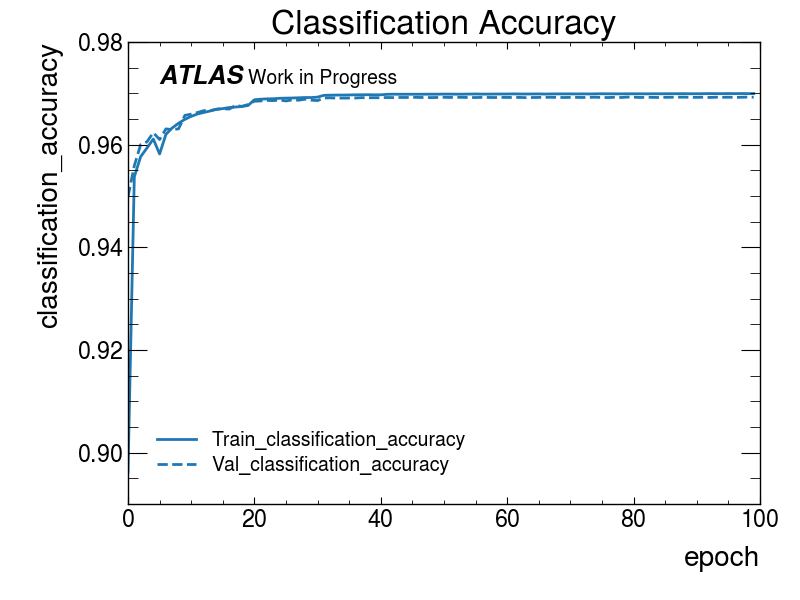 Classification Accuracy
classification_accuracy
0.98
0.96
0.94
0.92
0.90
ATLAS Work in Progress
Train_classification_accuracy
Val_classification_accuracy
0 20 40 60 80 100
epoch